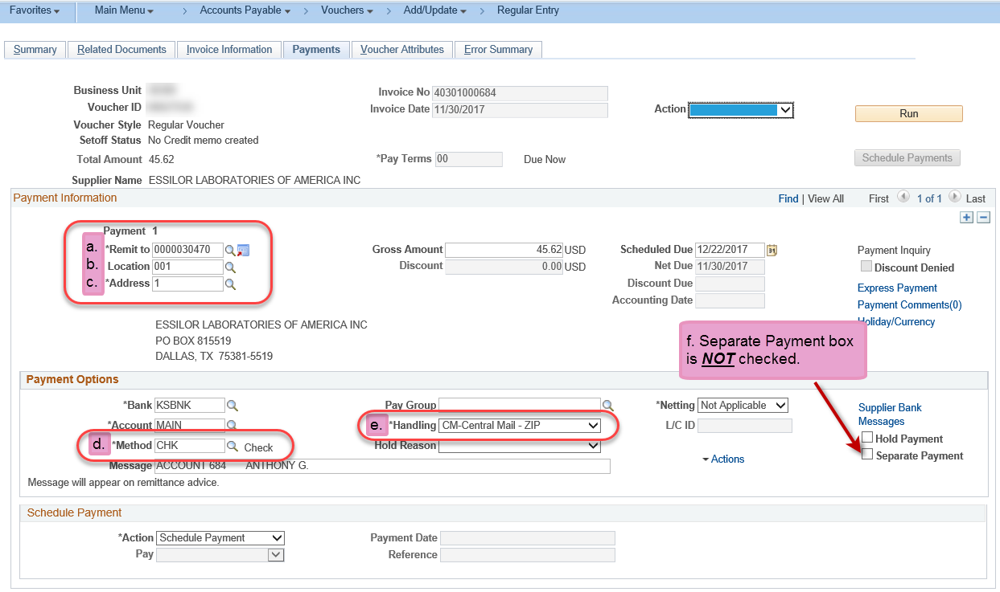 Favorites Main Menu > Accounts Payable > Vouchers > Add/Update > Regular Entry
Summary Related Documents Invoice Information Payments Voucher Attributes Error Summary
Business Unit
Invoice No 40301000684
Voucher ID
Invoice Date 11/30/2017
Action
Run
Voucher Style Regular Voucher
Setoff Status No Credit memo created
Total Amount 45.62
*Pay Terms 00 Due Now
Schedule Payments
Supplier Name ESSILOR LABORATORIES OF AMERICA INC
Payment Information
Find | View All First 1 of 1 Last
Payment 1
a. *Remit to 0000030470
b. Location 001
c. *Address 1
Gross Amount 45.62 USD
Discount 0.00 USD
Scheduled Due 12/22/2017
31
Net Due 11/30/2017
Discount Due
Accounting Date
Payment Inquiry
Discount Denied
Express Payment
Payment Comments(0)
Holiday/Currency
ESSILOR LABORATORIES OF AMERICA INC
PO BOX 815519
DALLAS, TX 75381-5519
f. Separate Payment box
is NOT checked.
Payment Options
*Bank KSBNK
*Account MAIN
d. *Method CHK Check
Pay Group
e. *Handling CM-Central Mail - ZIP
Hold Reason
*Netting Not Applicable
L/C ID
Actions
Supplier Bank
Messages
Hold Payment
Separate Payment
Message ACCOUNT 684 ANTHONY G.
Message will appear on remittance advice.
Schedule Payment
*Action Schedule Payment
Pay
Payment Date
Reference